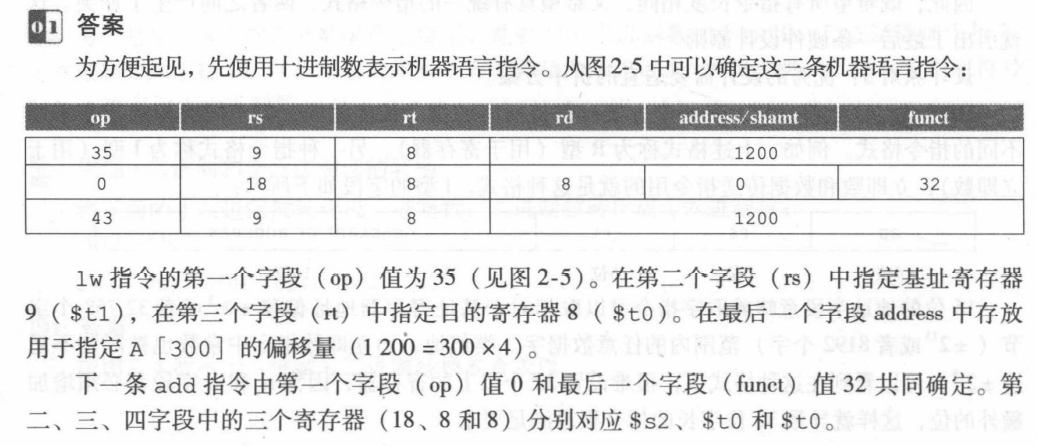 01 答案
为方便起见，先使用十进制数表示机器语言指令。从图2-5中可以确定这三条机器语言指令：
op rs rt rd address/shamt funct
35 9 8 1200
0 18 8 8 0 32
43 9 8 1200
lw 指令的第一个字段（op）值为 35（见图 2-5）。在第二个字段（rs）中指定基址寄存器
9（$t1），在第三个字段（rt）中指定目的寄存器 8（$t0）。在最后一个字段 address 中存放
用于指定 A[300] 的偏移量（1 200 =300 ×4）。
下一条 add 指令由第一个字段（op）值 0 和最后一个字段（funct）值 32 共同确定。第
二、三、四字段中的三个寄存器（18、8 和 8）分别对应 $s2、$t0 和 $t0。